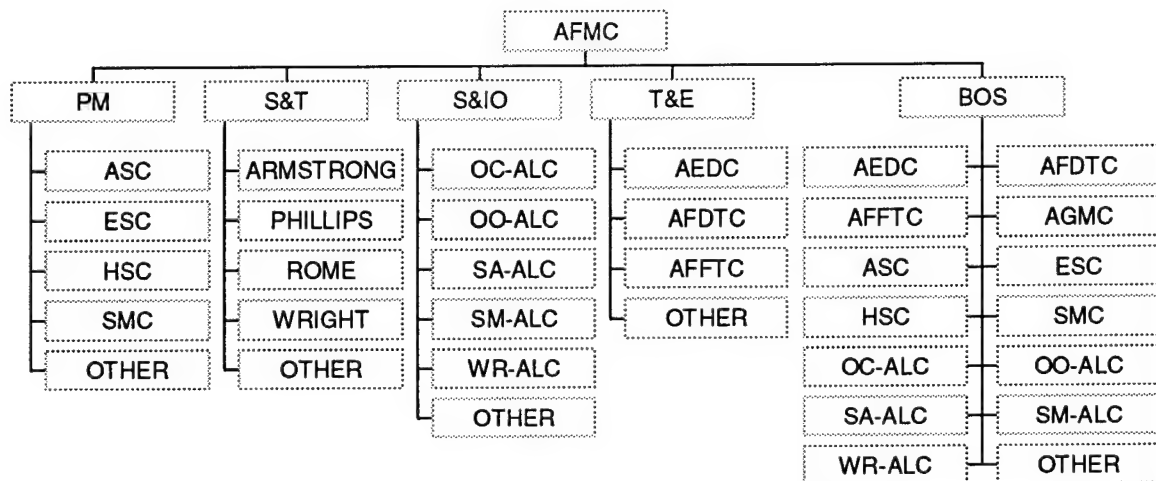 AFMC
PM
S&T
S&IO
T&E
BOS
ASC
ESC
HSC
SMC
OTHER
ARMSTRONG
PHILLIPS
ROME
WRIGHT
OTHER
OC-ALC
OO-ALC
SA-ALC
SM-ALC
WR-ALC
OTHER
AEDC
AFDTC
AFFTC
OTHER
AEDC
AFDTC
AFFTC
AGMC
ASC
ESC
HSC
SMC
OC-ALC
OO-ALC
SA-ALC
SM-ALC
WR-ALC
OTHER